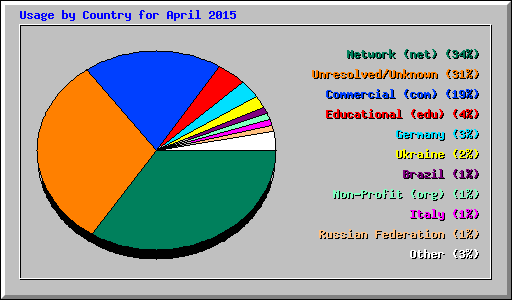 Usage by Country for April 2015
Network (net) (34%)
Unresolved/Unknown (31%)
Commercial (com) (19%)
Educational (edu) (4%)
Germany (3%)
Ukraine (2%)
Brazil (1%)
Non-Profit (org) (1%)
Italy (1%)
Russian Federation (1%)
Other (3%)